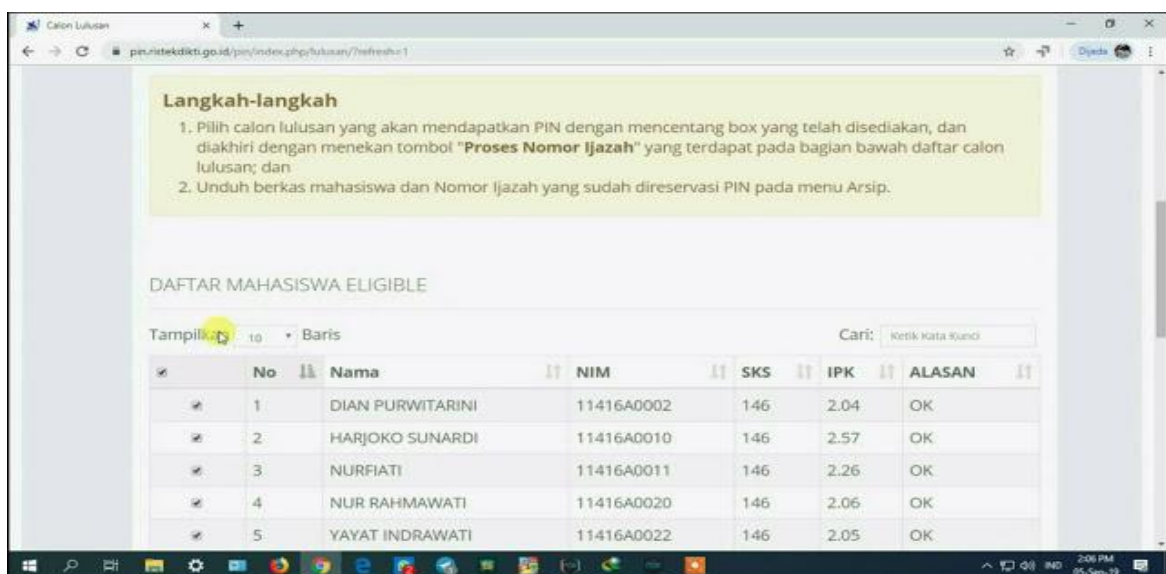 Calon Lulusan
pin.ristekdikti.go.id/pin/index.php/lulusan/?refresh=1
Dijeda
Langkah-langkah
1. Pilih calon lulusan yang akan mendapatkan PIN dengan mencentang box yang telah disediakan, dan
diakhiri dengan menekan tombol "Proses Nomor Ijazah" yang terdapat pada bagian bawah daftar calon
lulusan; dan
2. Unduh berkas mahasiswa dan Nomor Ijazah yang sudah direservasi PIN pada menu Arsip.
DAFTAR MAHASISWA ELIGIBLE
Tampilkan 10 Baris Cari: Ketik Kata Kunci
No Nama NIM SKS IPK ALASAN
1 DIAN PURWITARINI 11416A0002 146 2.04 OK
2 HARJOKO SUNARDI 11416A0010 146 2.57 OK
3 NURFIATI 11416A0011 146 2.26 OK
4 NUR RAHMAWATI 11416A0020 146 2.06 OK
5 YAYAT INDRAWATI 11416A0022 146 2.05 OK
IND 2:06 PM
05-Sep-19